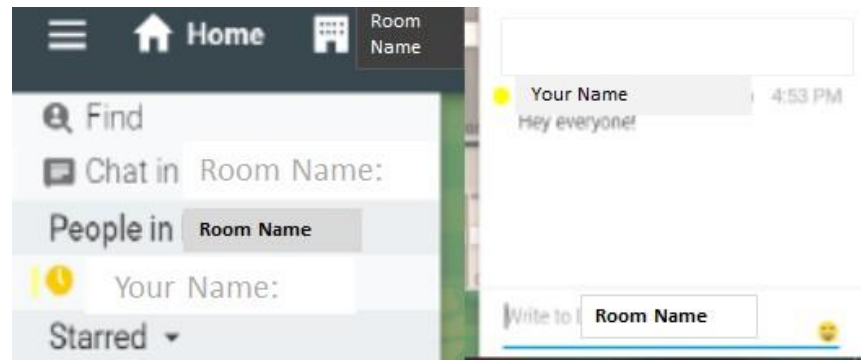 Home
Room
Name
Find
Chat in Room Name:
People in Room Name
Your Name:
Starred
Your Name 4:53 PM
Hey everyone!
Write to Room Name